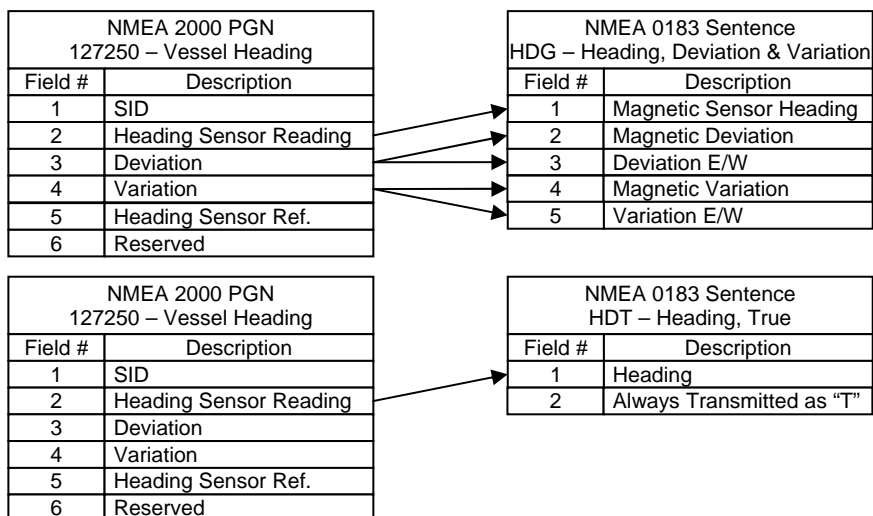 NMEA 2000 PGN
127250 – Vessel Heading
Field # Description
1 SID
2 Heading Sensor Reading
3 Deviation
4 Variation
5 Heading Sensor Ref.
6 Reserved
NMEA 0183 Sentence
HDG – Heading, Deviation & Variation
Field # Description
1 Magnetic Sensor Heading
2 Magnetic Deviation
3 Deviation E/W
4 Magnetic Variation
5 Variation E/W
NMEA 2000 PGN
127250 – Vessel Heading
Field # Description
1 SID
2 Heading Sensor Reading
3 Deviation
4 Variation
5 Heading Sensor Ref.
6 Reserved
NMEA 0183 Sentence
HDT – Heading, True
Field # Description
1 Heading
2 Always Transmitted as “T”